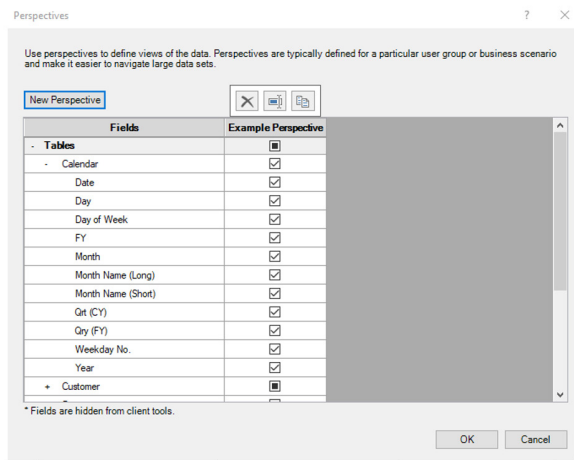 Perspectives
Use perspectives to define views of the data. Perspectives are typically defined for a particular user group or business scenario
and make it easier to navigate large data sets.
New Perspective
Fields Example Perspective
- Tables
- Calendar
Date
Day
Day of Week
FY
Month
Month Name (Long)
Month Name (Short)
Qrt (CY)
Qry (FY)
Weekday No.
Year
+ Customer
* Fields are hidden from client tools.
OK Cancel